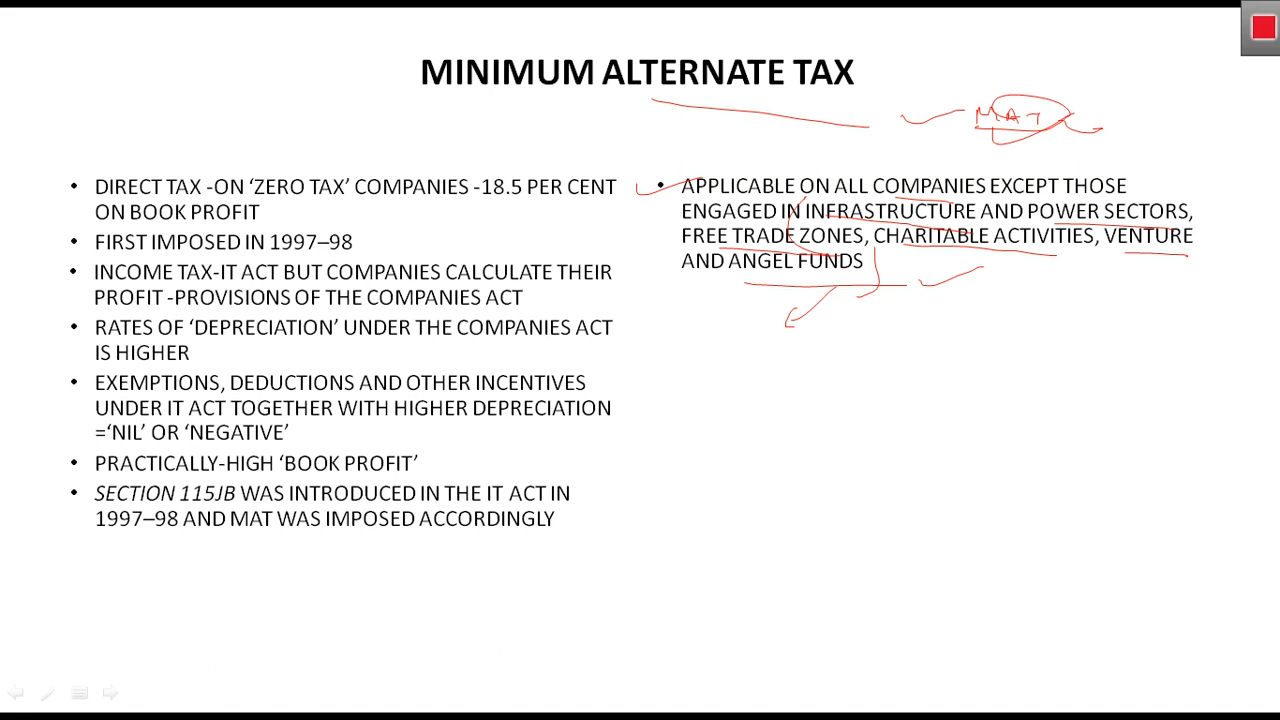 MINIMUM ALTERNATE TAX
MAT
• DIRECT TAX -ON ‘ZERO TAX’ COMPANIES -18.5 PER CENT
ON BOOK PROFIT
• FIRST IMPOSED IN 1997–98
• INCOME TAX-IT ACT BUT COMPANIES CALCULATE THEIR
PROFIT -PROVISIONS OF THE COMPANIES ACT
• RATES OF ‘DEPRECIATION’ UNDER THE COMPANIES ACT
IS HIGHER
• EXEMPTIONS, DEDUCTIONS AND OTHER INCENTIVES
UNDER IT ACT TOGETHER WITH HIGHER DEPRECIATION
=‘NIL’ OR ‘NEGATIVE’
• PRACTICALLY-HIGH ‘BOOK PROFIT’
• SECTION 115JB WAS INTRODUCED IN THE IT ACT IN
1997–98 AND MAT WAS IMPOSED ACCORDINGLY
• APPLICABLE ON ALL COMPANIES EXCEPT THOSE
ENGAGED IN INFRASTRUCTURE AND POWER SECTORS,
FREE TRADE ZONES, CHARITABLE ACTIVITIES, VENTURE
AND ANGEL FUNDS